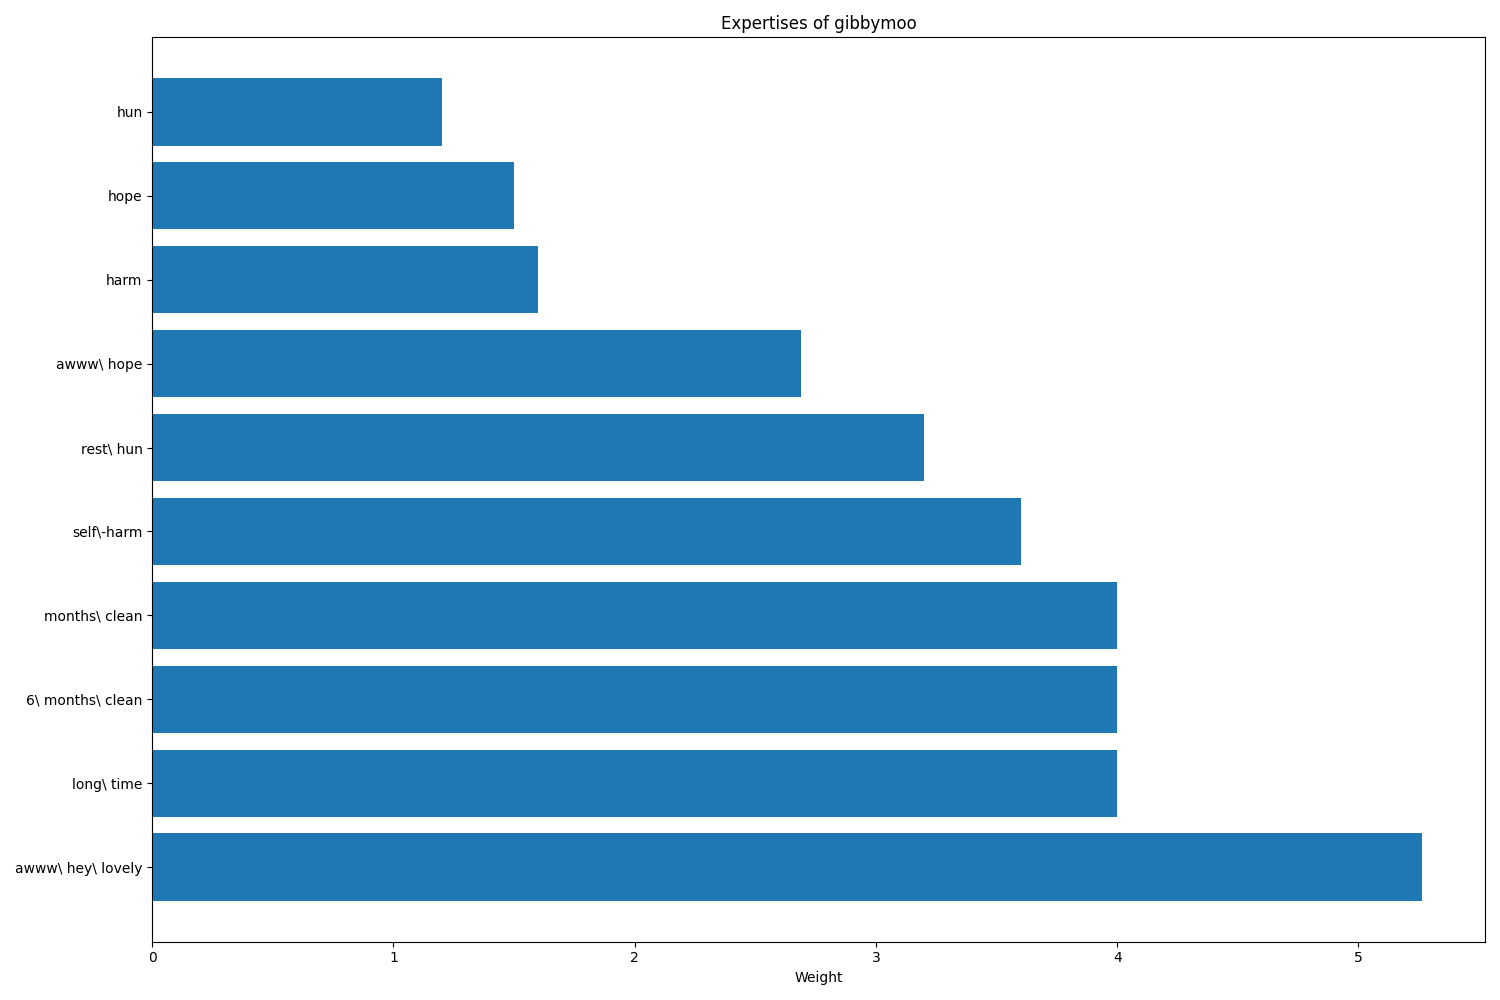 Expertises of gibbymoo
hun
hope
harm
awww\ hope
rest\ hun
self\-harm
months\ clean
6\ months\ clean
long\ time
awww\ hey\ lovely
0 1 2 3 4 5
Weight